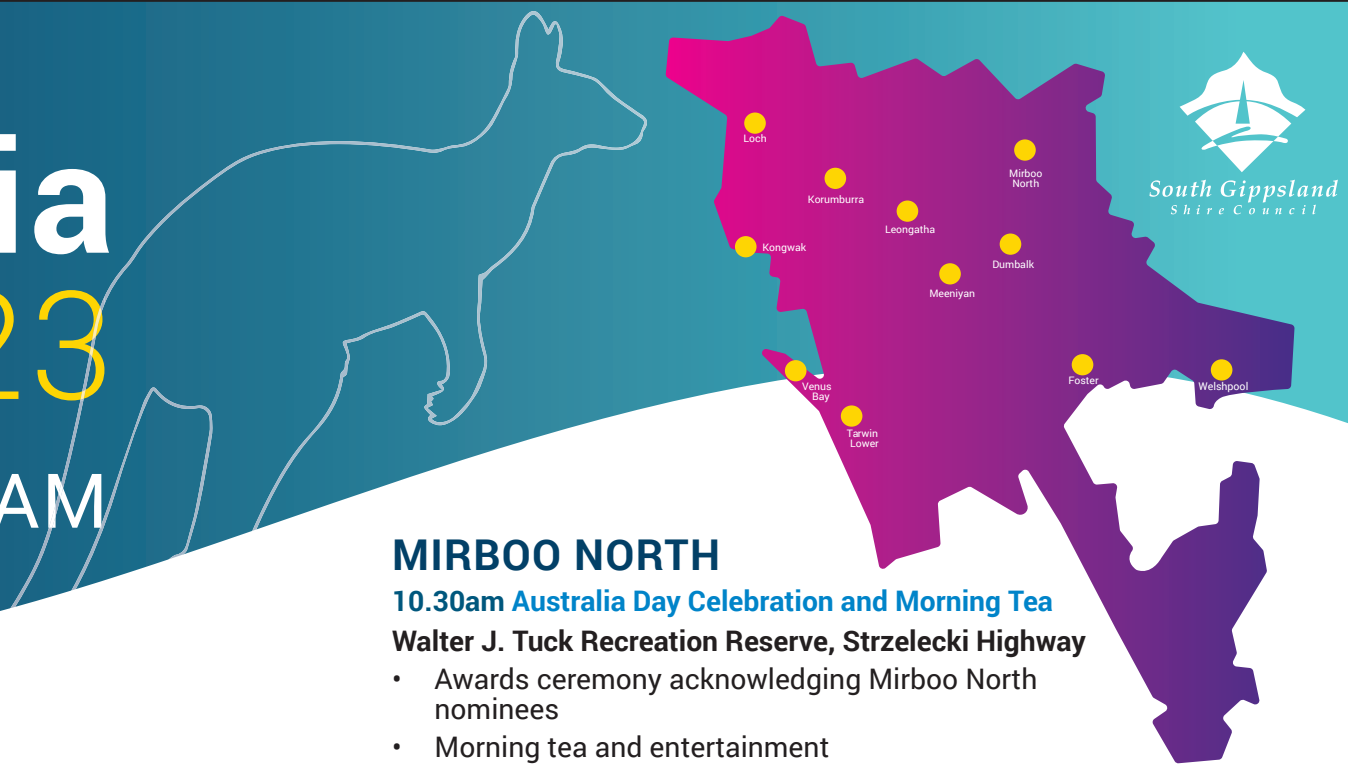 ia
23
AM
Loch
Mirboo
North
Korumburra
Leongatha
Kongwak
Dumbalk
Meeniyan
Foster
Welshpool
Venus
Bay
Tarwin
Lower
South Gippsland
Shire Council
MIRBOO NORTH
10.30am Australia Day Celebration and Morning Tea
Walter J. Tuck Recreation Reserve, Strzelecki Highway
• Awards ceremony acknowledging Mirboo North
nominees
• Morning tea and entertainment